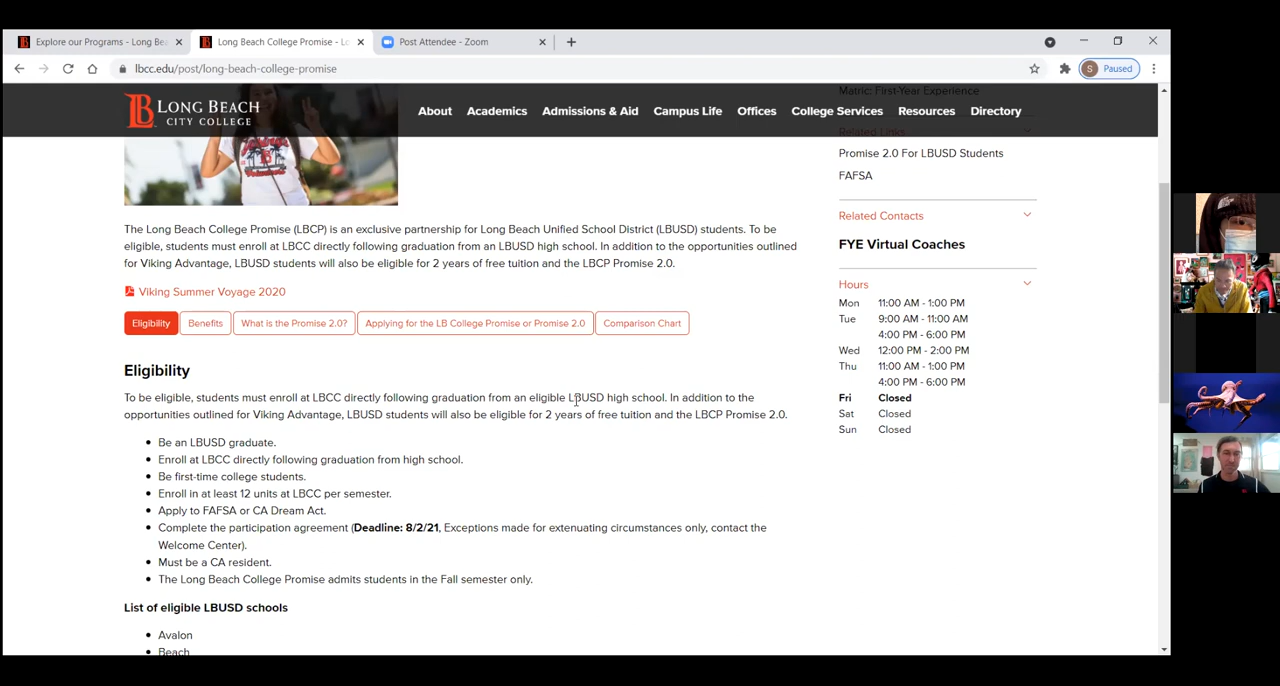 Explore our Programs - Long Bea
Long Beach College Promise - Lo
Post Attendee - Zoom
lbcc.edu/post/long-beach-college-promise
S Paused
LB LONG BEACH
CITY COLLEGE
About Academics Admissions & Aid Campus Life Offices College Services Resources Directory
Matric: First-Year Experience
Related Links
Promise 2.0 For LBUSD Students
FAFSA
Related Contacts
FYE Virtual Coaches
Hours
Mon 11:00 AM - 1:00 PM
Tue 9:00 AM - 11:00 AM
4:00 PM - 6:00 PM
Wed 12:00 PM - 2:00 PM
Thu 11:00 AM - 1:00 PM
4:00 PM - 6:00 PM
Fri Closed
Sat Closed
Sun Closed
The Long Beach College Promise (LBCP) is an exclusive partnership for Long Beach Unified School District (LBUSD) students. To be
eligible, students must enroll at LBCC directly following graduation from an LBUSD high school. In addition to the opportunities outlined
for Viking Advantage, LBUSD students will also be eligible for 2 years of free tuition and the LBCP Promise 2.0.
Viking Summer Voyage 2020
Eligibility Benefits What is the Promise 2.0? Applying for the LB College Promise or Promise 2.0 Comparison Chart
Eligibility
To be eligible, students must enroll at LBCC directly following graduation from an eligible LBUSD high school. In addition to the
opportunities outlined for Viking Advantage, LBUSD students will also be eligible for 2 years of free tuition and the LBCP Promise 2.0.
Be an LBUSD graduate.
Enroll at LBCC directly following graduation from high school.
Be first-time college students.
Enroll in at least 12 units at LBCC per semester.
Apply to FAFSA or CA Dream Act.
Complete the participation agreement (Deadline: 8/2/21, Exceptions made for extenuating circumstances only, contact the
Welcome Center).
Must be a CA resident.
The Long Beach College Promise admits students in the Fall semester only.
List of eligible LBUSD schools
Avalon
Beach